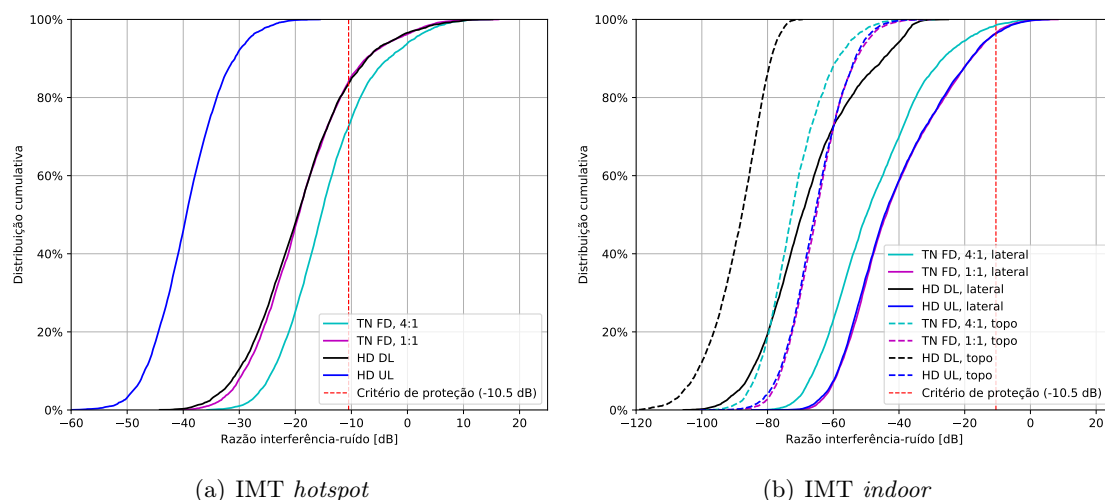 100%
80%
60%
40%
20%
0%
Distribuição cumulativa
−60
−50
−40
−30
−20
−10
0
10
20
Razão interferência-ruído [dB]
TN FD, 4:1
TN FD, 1:1
HD DL
HD UL
Critério de proteção (-10.5 dB)
(a) IMT hotspot
100%
80%
60%
40%
20%
0%
Distribuição cumulativa
−120
−100
−80
−60
−40
−20
0
20
Razão interferência-ruído [dB]
TN FD, 4:1, lateral
TN FD, 1:1, lateral
HD DL, lateral
HD UL, lateral
TN FD, 4:1, topo
TN FD, 1:1, topo
HD DL, topo
HD UL, topo
Critério de proteção (-10.5 dB)
(b) IMT indoor